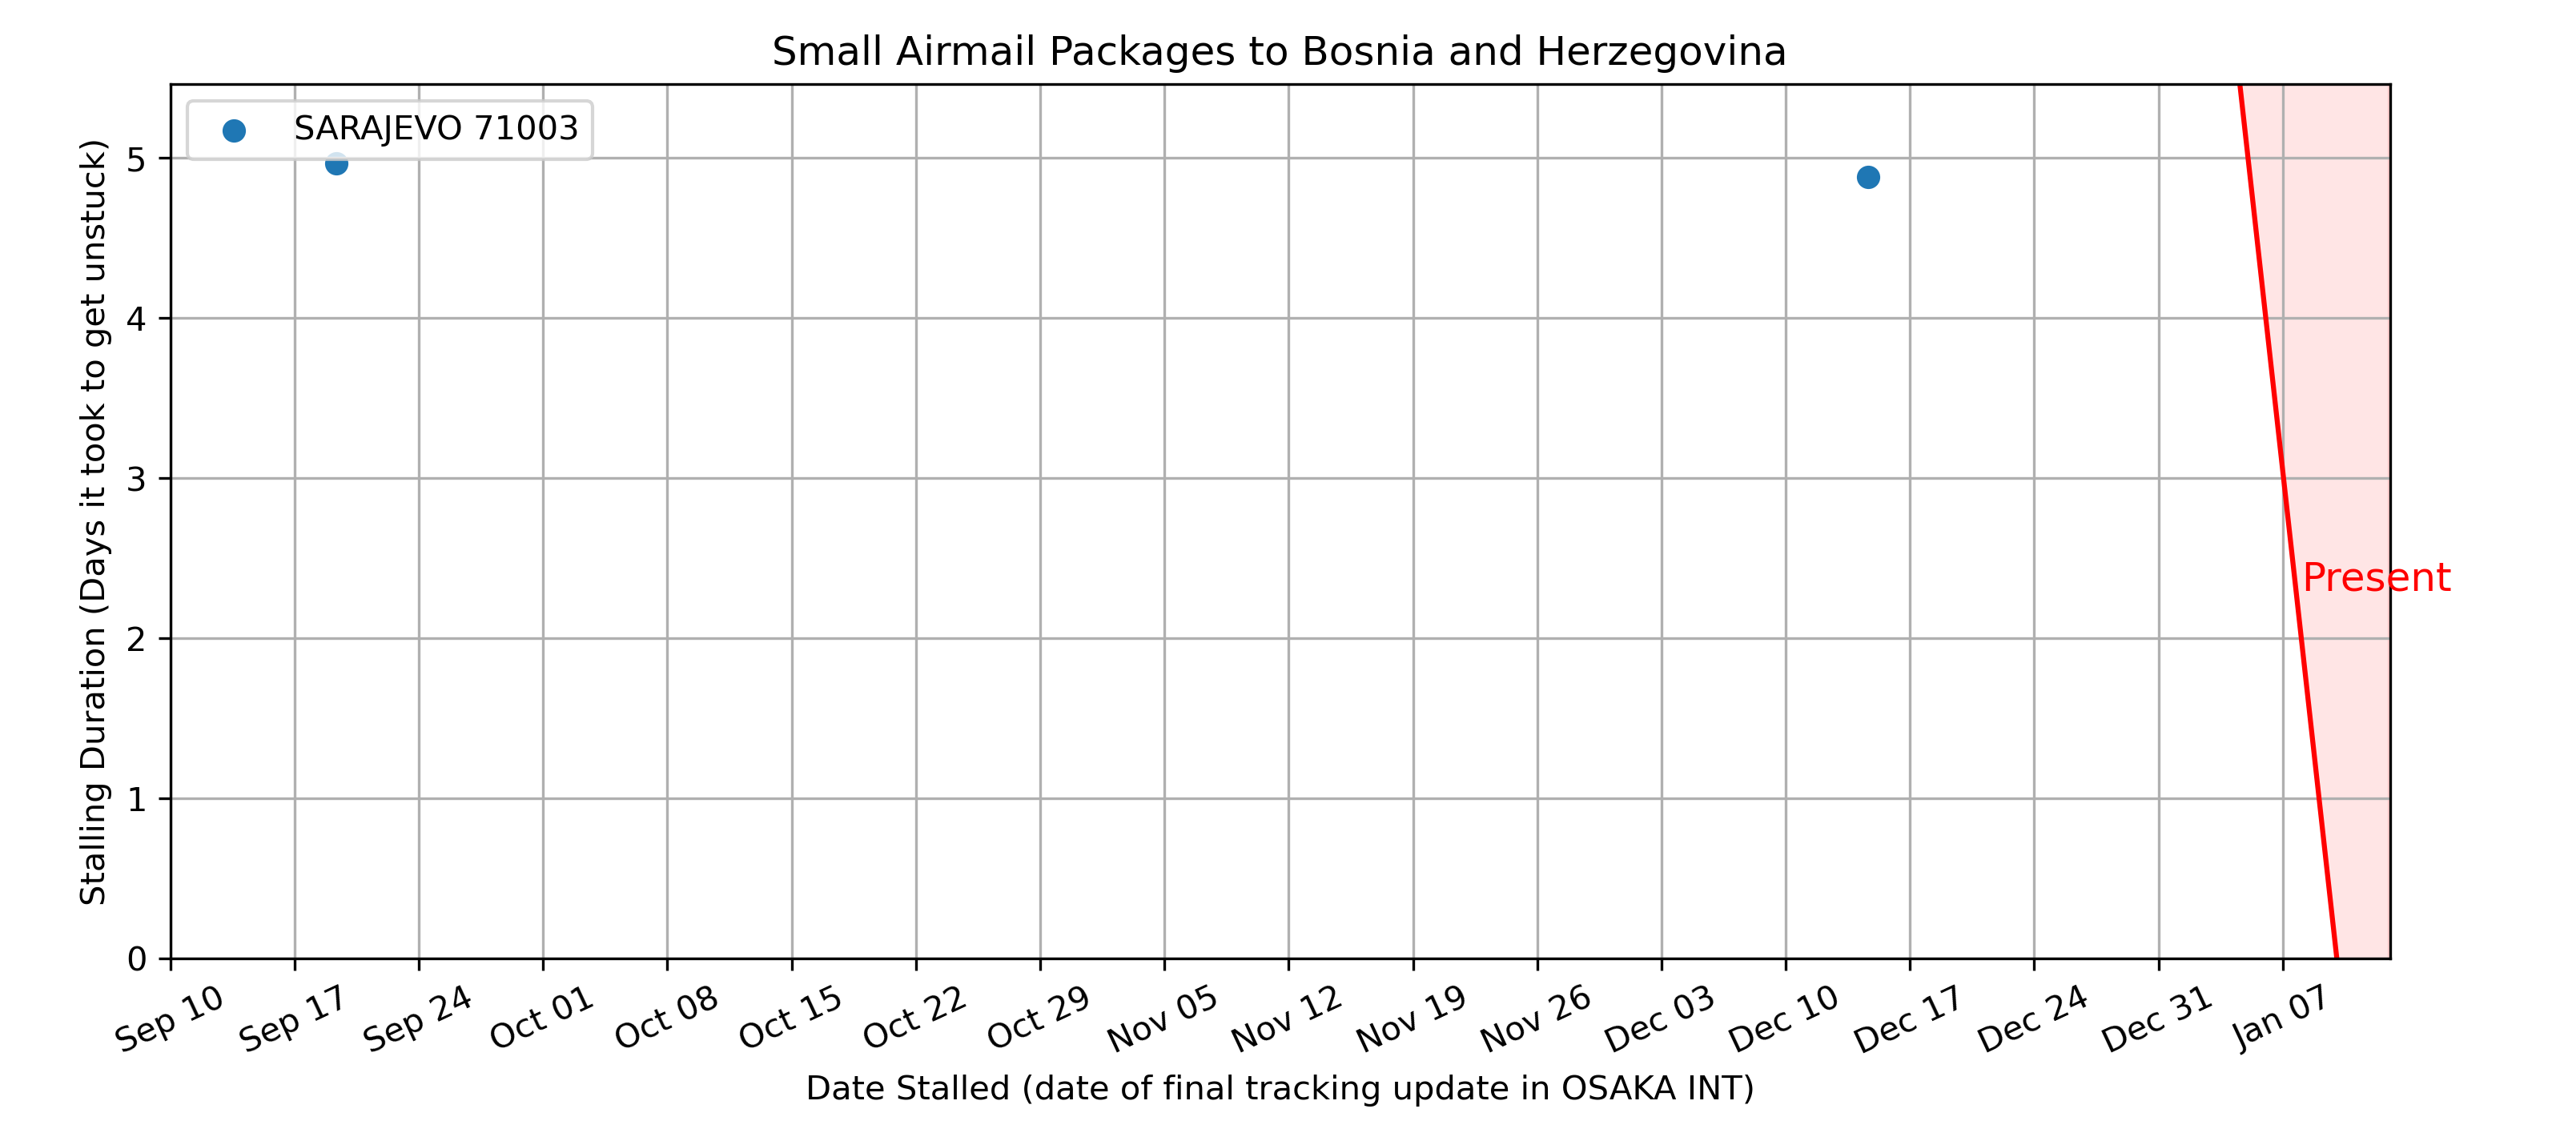 Small Airmail Packages to Bosnia and Herzegovina
SARAJEVO 71003
Stalling Duration (Days it took to get unstuck)
5
4
3
2
1
0
Present
Sep 10 Sep 17 Sep 24 Oct 01 Oct 08 Oct 15 Oct 22 Oct 29 Nov 05 Nov 12 Nov 19 Nov 26 Dec 03 Dec 10 Dec 17 Dec 24 Dec 31 Jan 07
Date Stalled (date of final tracking update in OSAKA INT)